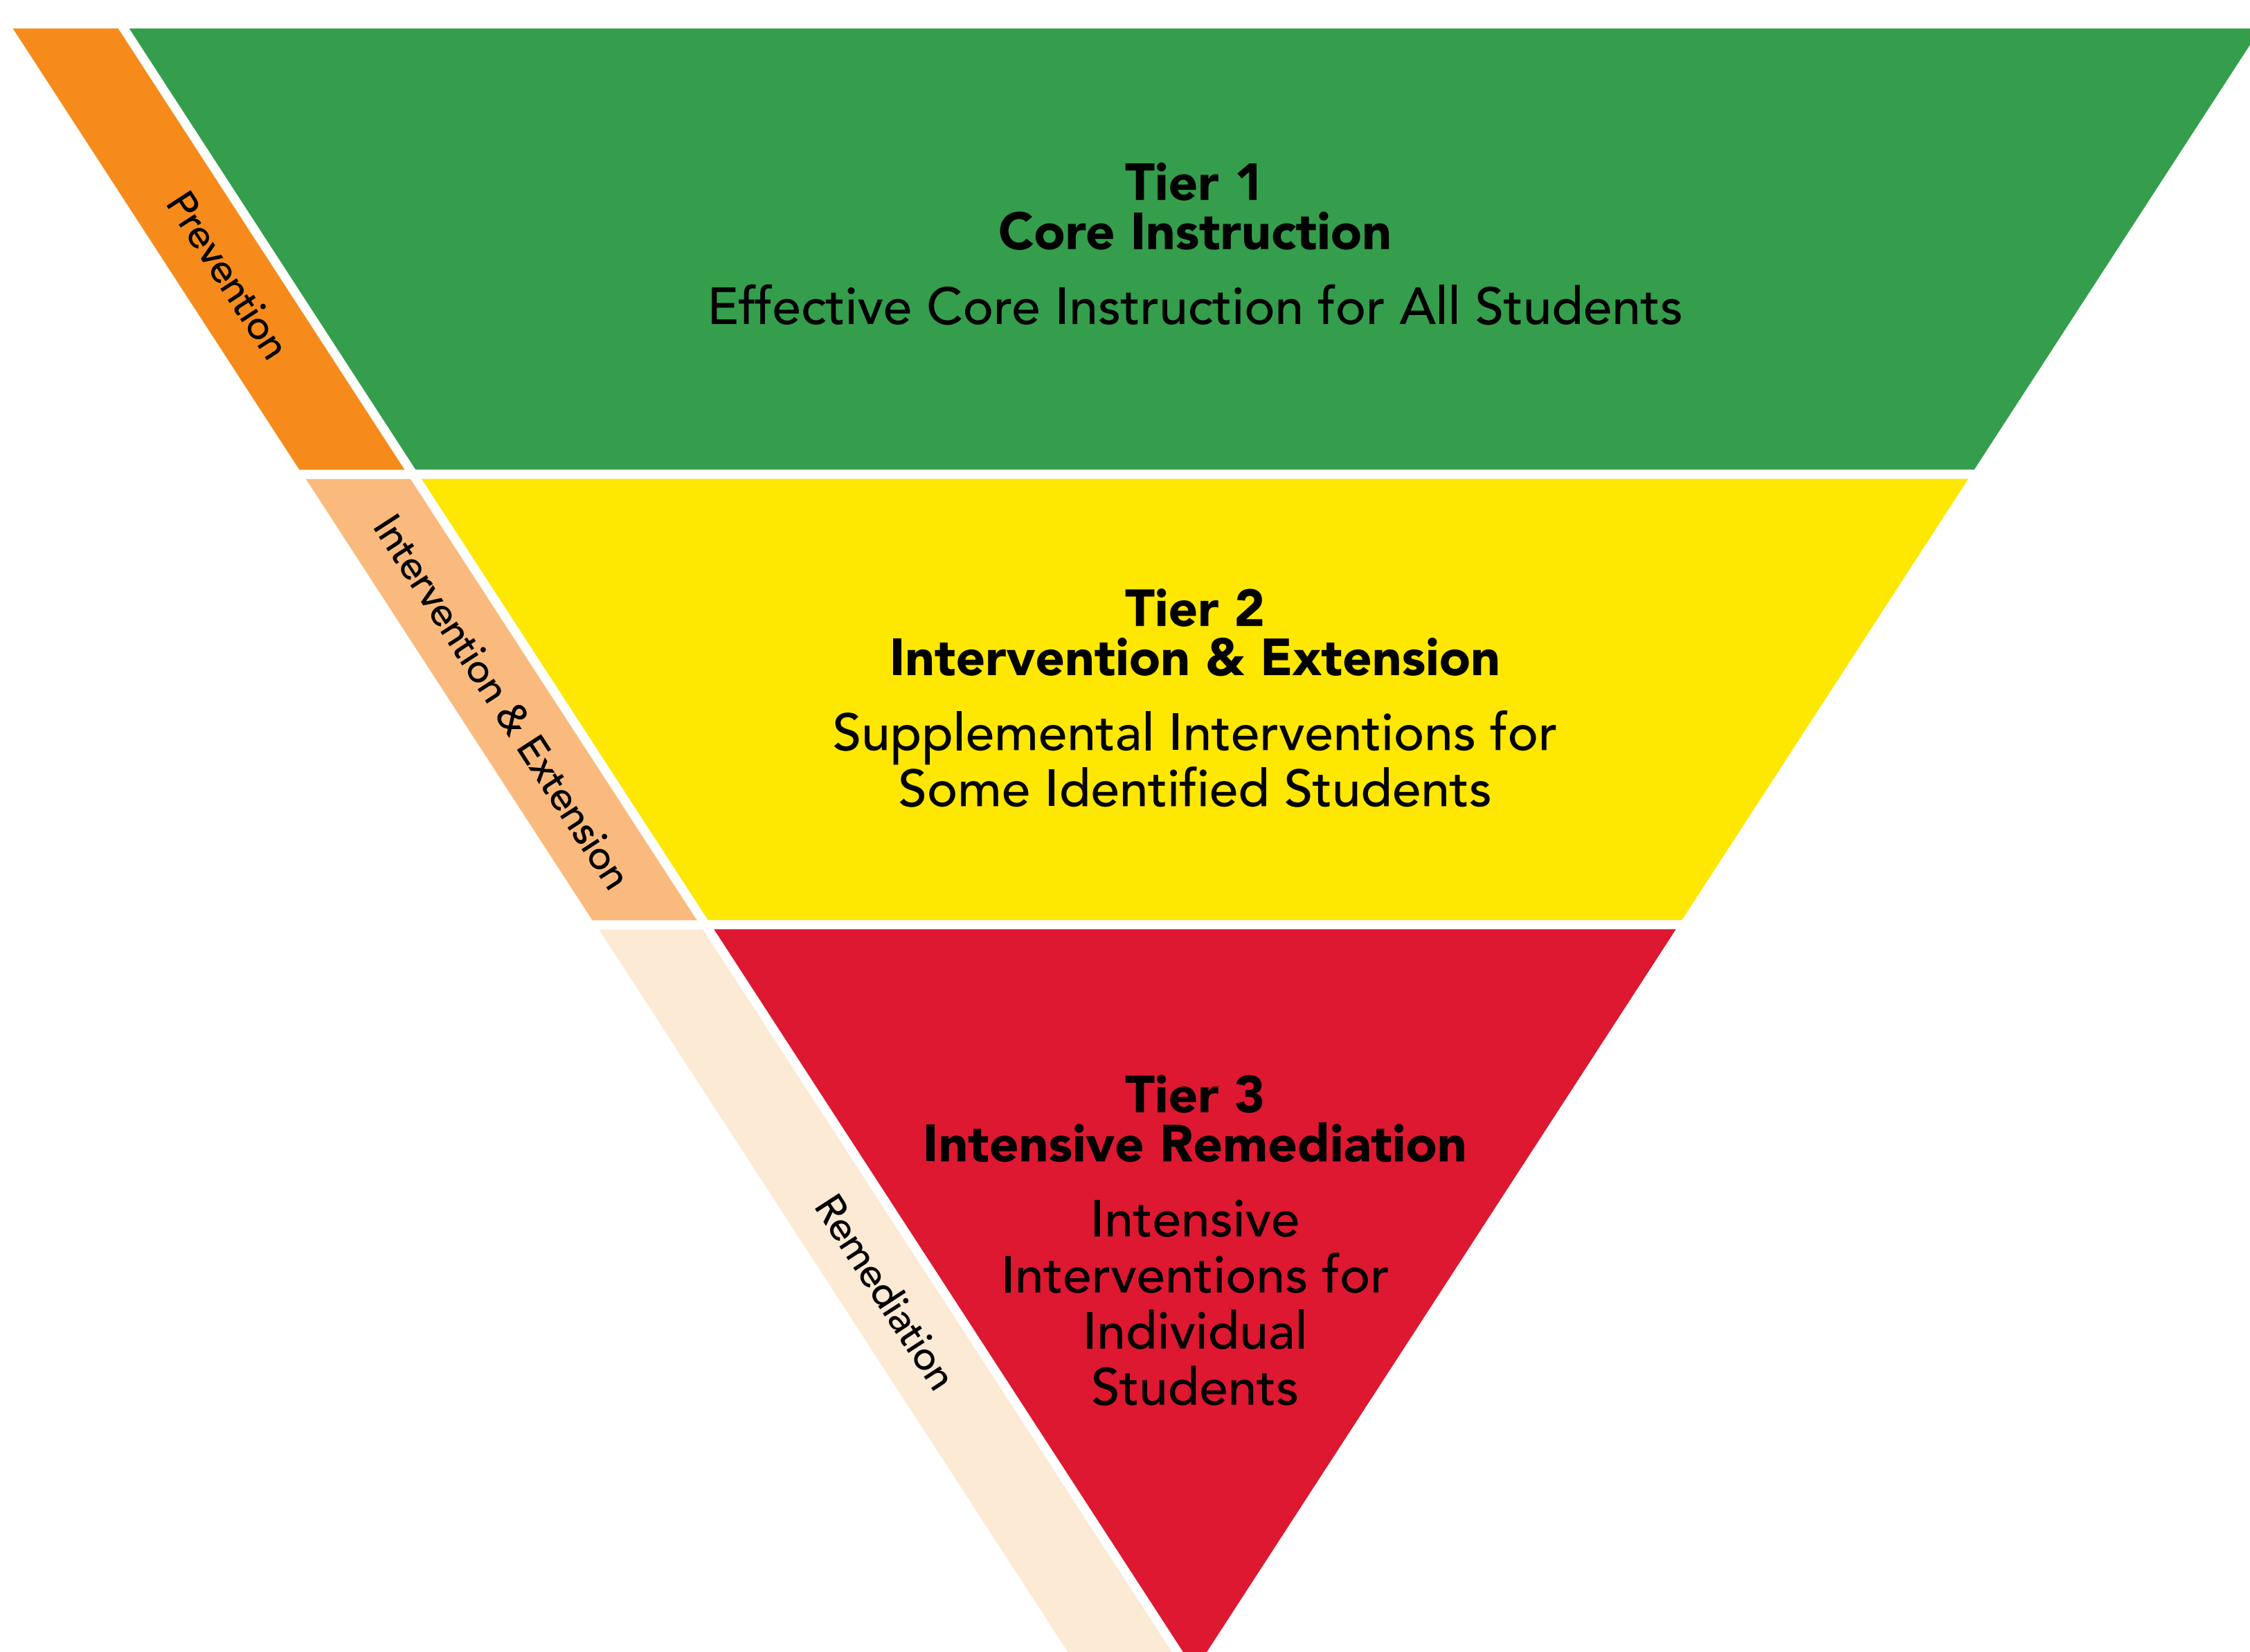 Prevention
Tier 1
Core Instruction
Effective Core Instruction for All Students
Intervention & Extension
Tier 2
Intervention & Extension
Supplemental Interventions for
Some Identified Students
Remediation
Tier 3
Intensive Remediation
Intensive
Interventions for
Individual
Students